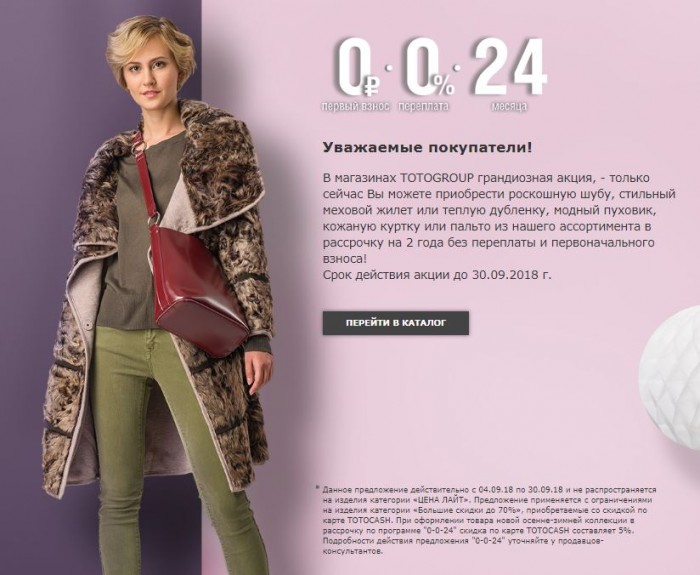 0₽ · 0% · 24
первый взнос переплата месяца
Уважаемые покупатели!
В магазинах TOTOGROUP грандиозная акция, - только
сейчас Вы можете приобрести роскошную шубу, стильный
меховой жилет или теплую дубленку, модный пуховик,
кожаную куртку или пальто из нашего ассортимента в
рассрочку на 2 года без переплаты и первоначального
взноса!
Срок действия акции до 30.09.2018 г.
ПЕРЕЙТИ В КАТАЛОГ
* Данное предложение действительно с 04.09.18 по 30.09.18 и не распространяется
на изделия категории «ЦЕНА ЛАЙТ». Предложение применяется с ограничениями
на изделия категории «Большие скидки до 70%», приобретаемые со скидкой по
карте TOTOCASH. При оформлении товара новой осенне-зимней коллекции в
рассрочку по программе "0-0-24" скидка по карте TOTOCASH составляет 5%.
Подробности действия предложения "0-0-24" уточняйте у продавцов-
консультантов.